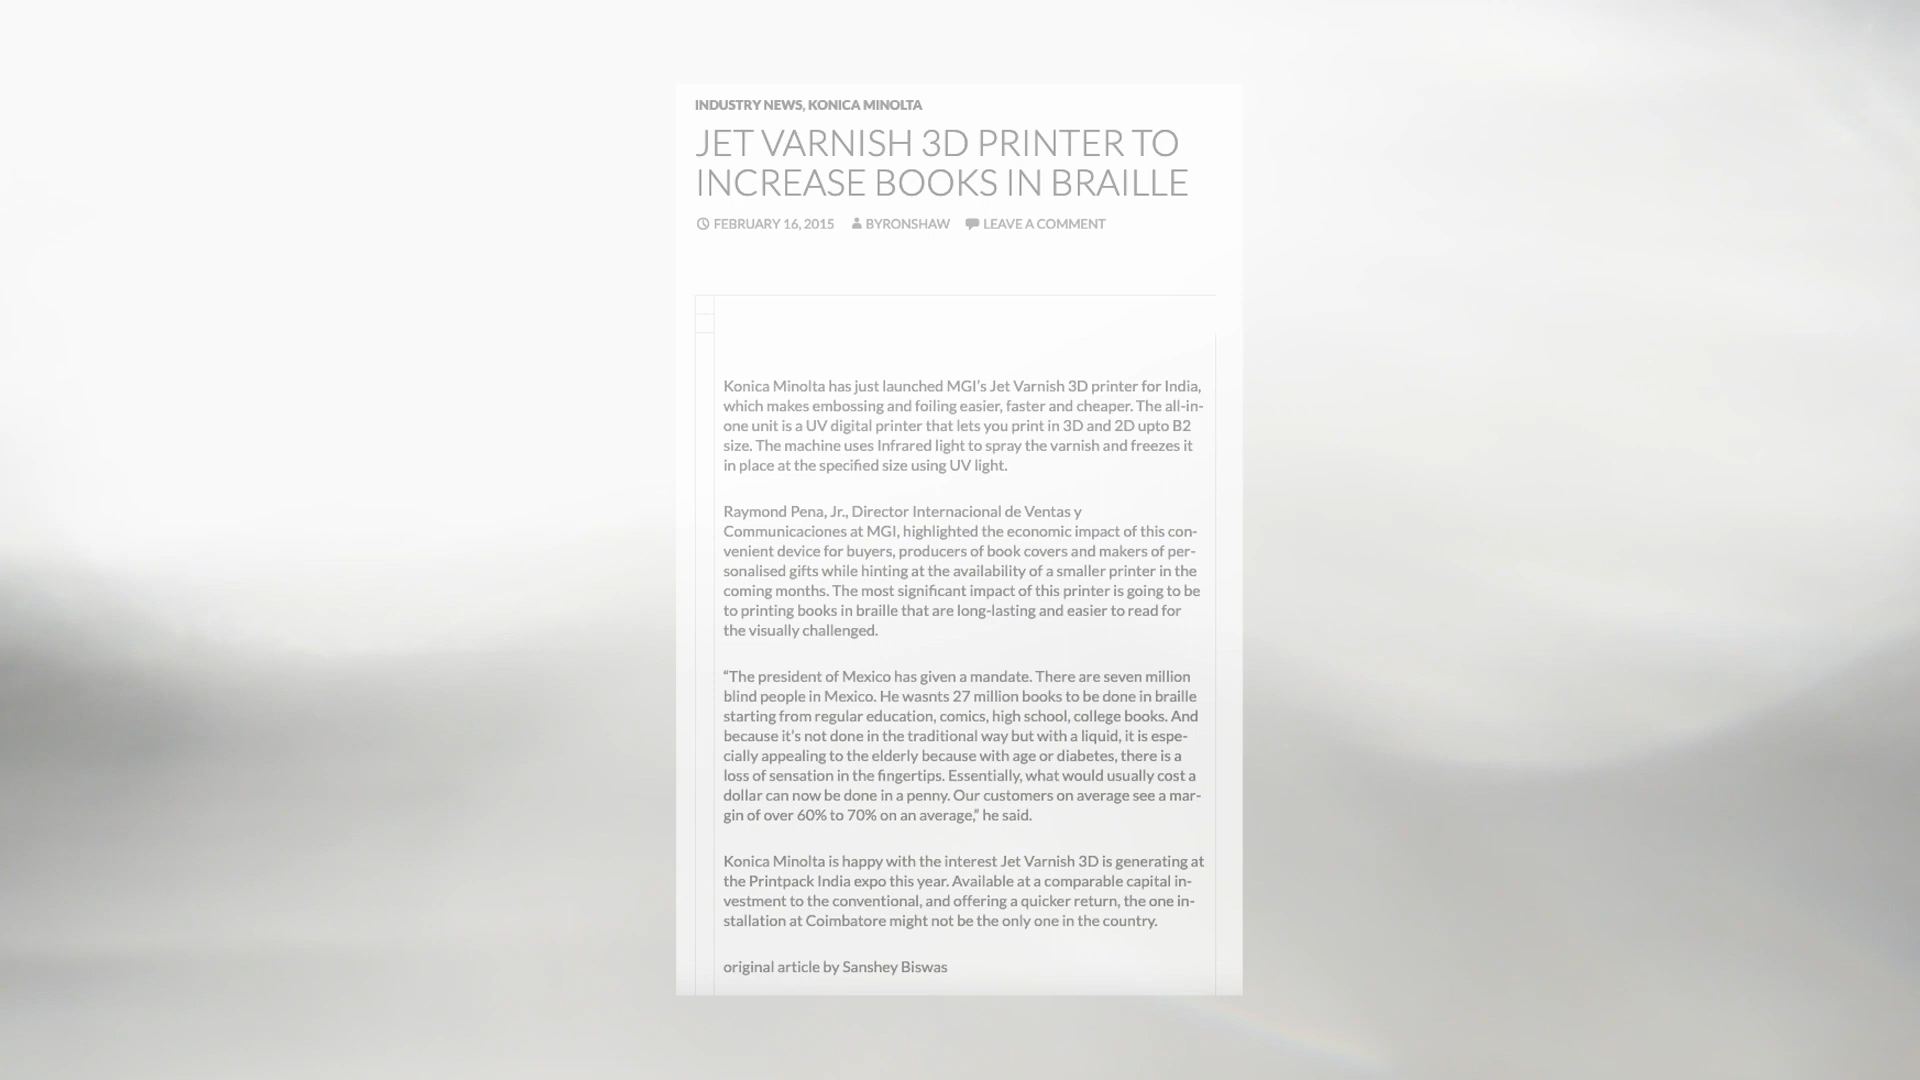 INDUSTRY NEWS, KONICA MINOLTA
JET VARNISH 3D PRINTER TO
INCREASE BOOKS IN BRAILLE
FEBRUARY 16, 2015 BYRONSHAW LEAVE A COMMENT
Konica Minolta has just launched MGI's Jet Varnish 3D printer for India,
which makes embossing and foiling easier, faster and cheaper. The all-in-
one unit is a UV digital printer that lets you print in 3D and 2D upto B2
size. The machine uses Infrared light to spray the varnish and freezes it
in place at the specified size using UV light.
Raymond Pena, Jr., Director Internacional de Ventas y
Communicaciones at MGI, highlighted the economic impact of this con-
venient device for buyers, producers of book covers and makers of per-
sonalised gifts while hinting at the availability of a smaller printer in the
coming months. The most significant impact of this printer is going to be
to printing books in braille that are long-lasting and easier to read for
the visually challenged.
“The president of Mexico has given a mandate. There are seven million
blind people in Mexico. He wasnts 27 million books to be done in braille
starting from regular education, comics, high school, college books. And
because it's not done in the traditional way but with a liquid, it is espe-
cially appealing to the elderly because with age or diabetes, there is a
loss of sensation in the fingertips. Essentially, what would usually cost a
dollar can now be done in a penny. Our customers on average see a mar-
gin of over 60% to 70% on an average,” he said.
Konica Minolta is happy with the interest Jet Varnish 3D is generating at
the Printpack India expo this year. Available at a comparable capital in-
vestment to the conventional, and offering a quicker return, the one in-
stallation at Coimbatore might not be the only one in the country.
original article by Sanshey Biswas